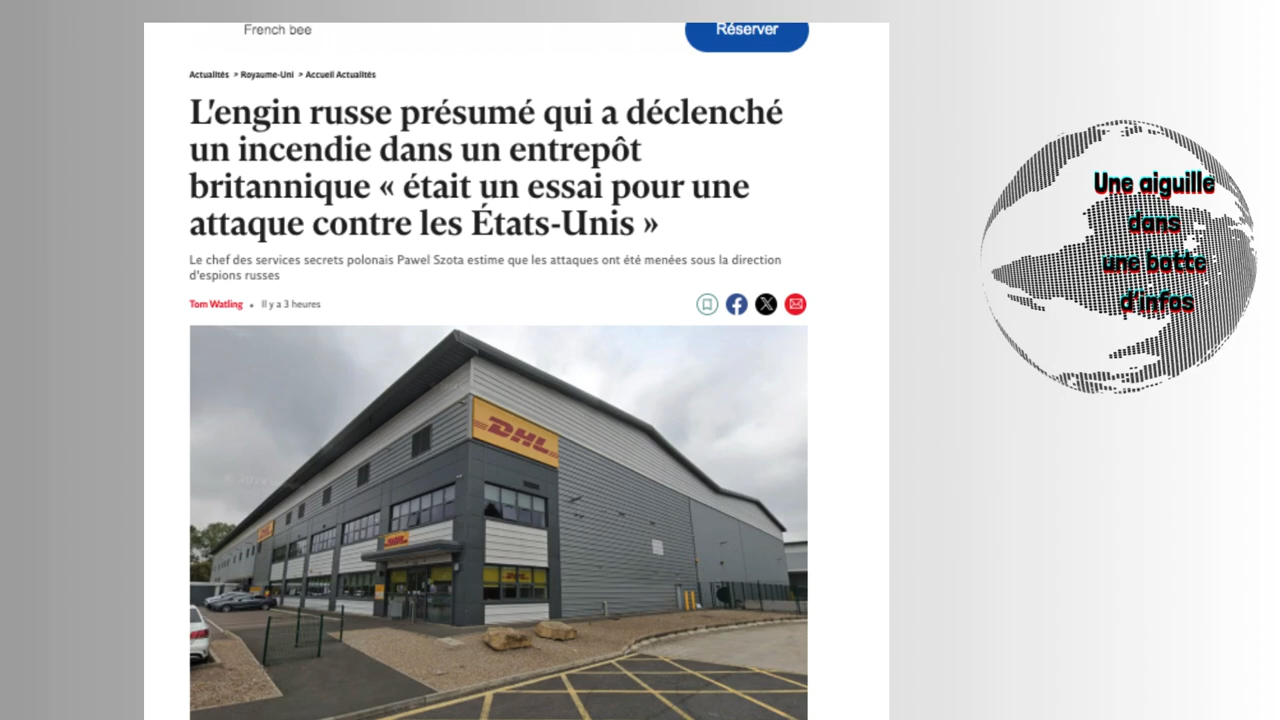 French bee
Réserver
Actualités > Royaume-Uni > Accueil Actualités
L'engin russe présumé qui a déclenché
un incendie dans un entrepôt
britannique « était un essai pour une
attaque contre les États-Unis »
Le chef des services secrets polonais Pawel Szota estime que les attaques ont été menées sous la direction
d'espions russes
Tom Watling • Il y a 3 heures
DHL
DHL
DHL
DHL
Une aiguille
dans
une botte
d'infos